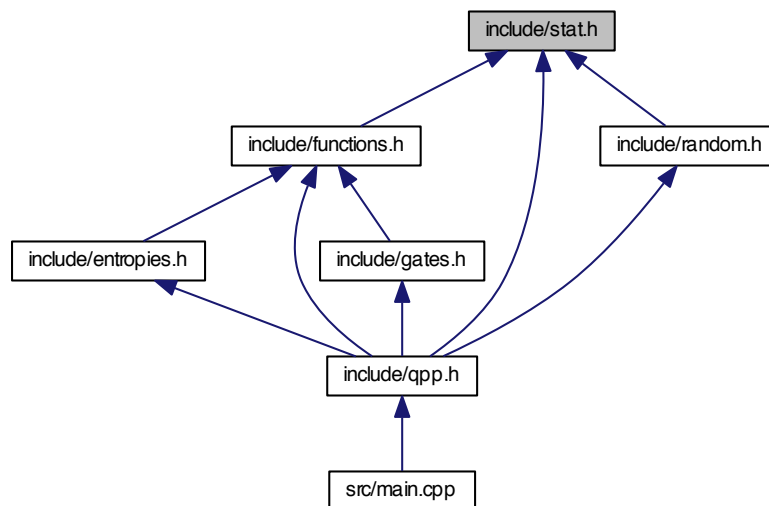 include/stat.h
include/functions.h
include/random.h
include/entropies.h
include/gates.h
include/qpp.h
src/main.cpp